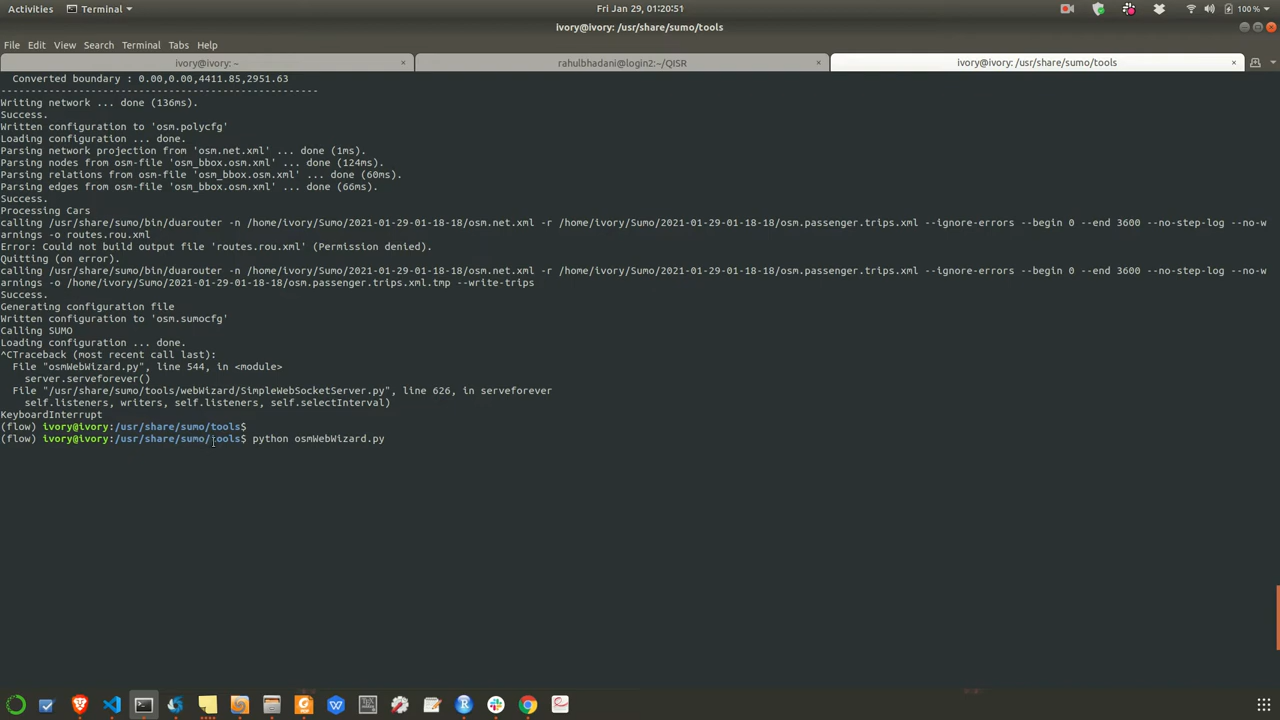 Activities
Terminal
Fri Jan 29, 01:20:51
100 %
ivory@ivory: /usr/share/sumo/tools
File Edit View Search Terminal Tabs Help
ivory@ivory: ~
rahulbhadani@login2:~/QISR
ivory@ivory: /usr/share/sumo/tools
Converted boundary : 0.00,0.00,4411.85,2951.63
-----------------------------------------------------
Writing network ... done (136ms).
Success.
Written configuration to 'osm.polycfg'
Loading configuration ... done.
Parsing network projection from 'osm.net.xml' ... done (1ms).
Parsing nodes from osm-file 'osm_bbox.osm.xml' ... done (124ms).
Parsing relations from osm-file 'osm_bbox.osm.xml' ... done (60ms).
Parsing edges from osm-file 'osm_bbox.osm.xml' ... done (66ms).
Success.
Processing Cars
calling /usr/share/sumo/bin/duarouter -n /home/ivory/Sumo/2021-01-29-01-18-18/osm.net.xml -r /home/ivory/Sumo/2021-01-29-01-18-18/osm.passenger.trips.xml --ignore-errors --begin 0 --end 3600 --no-step-log --no-w
arnings -o routes.rou.xml
Error: Could not build output file 'routes.rou.xml' (Permission denied).
Quitting (on error).
calling /usr/share/sumo/bin/duarouter -n /home/ivory/Sumo/2021-01-29-01-18-18/osm.net.xml -r /home/ivory/Sumo/2021-01-29-01-18-18/osm.passenger.trips.xml --ignore-errors --begin 0 --end 3600 --no-step-log --no-w
arnings -o /home/ivory/Sumo/2021-01-29-01-18-18/osm.passenger.trips.xml.tmp --write-trips
Success.
Generating configuration file
Written configuration to 'osm.sumocfg'
Calling SUMO
Loading configuration ... done.
^CTraceback (most recent call last):
File "osmWebWizard.py", line 544, in <module>
server.serveforever()
File "/usr/share/sumo/tools/webWizard/SimpleWebSocketServer.py", line 626, in serveforever
self.listeners, writers, self.listeners, self.selectInterval)
KeyboardInterrupt
(flow) ivory@ivory:/usr/share/sumo/tools$
(flow) ivory@ivory:/usr/share/sumo/tools$ python osmWebWizard.py